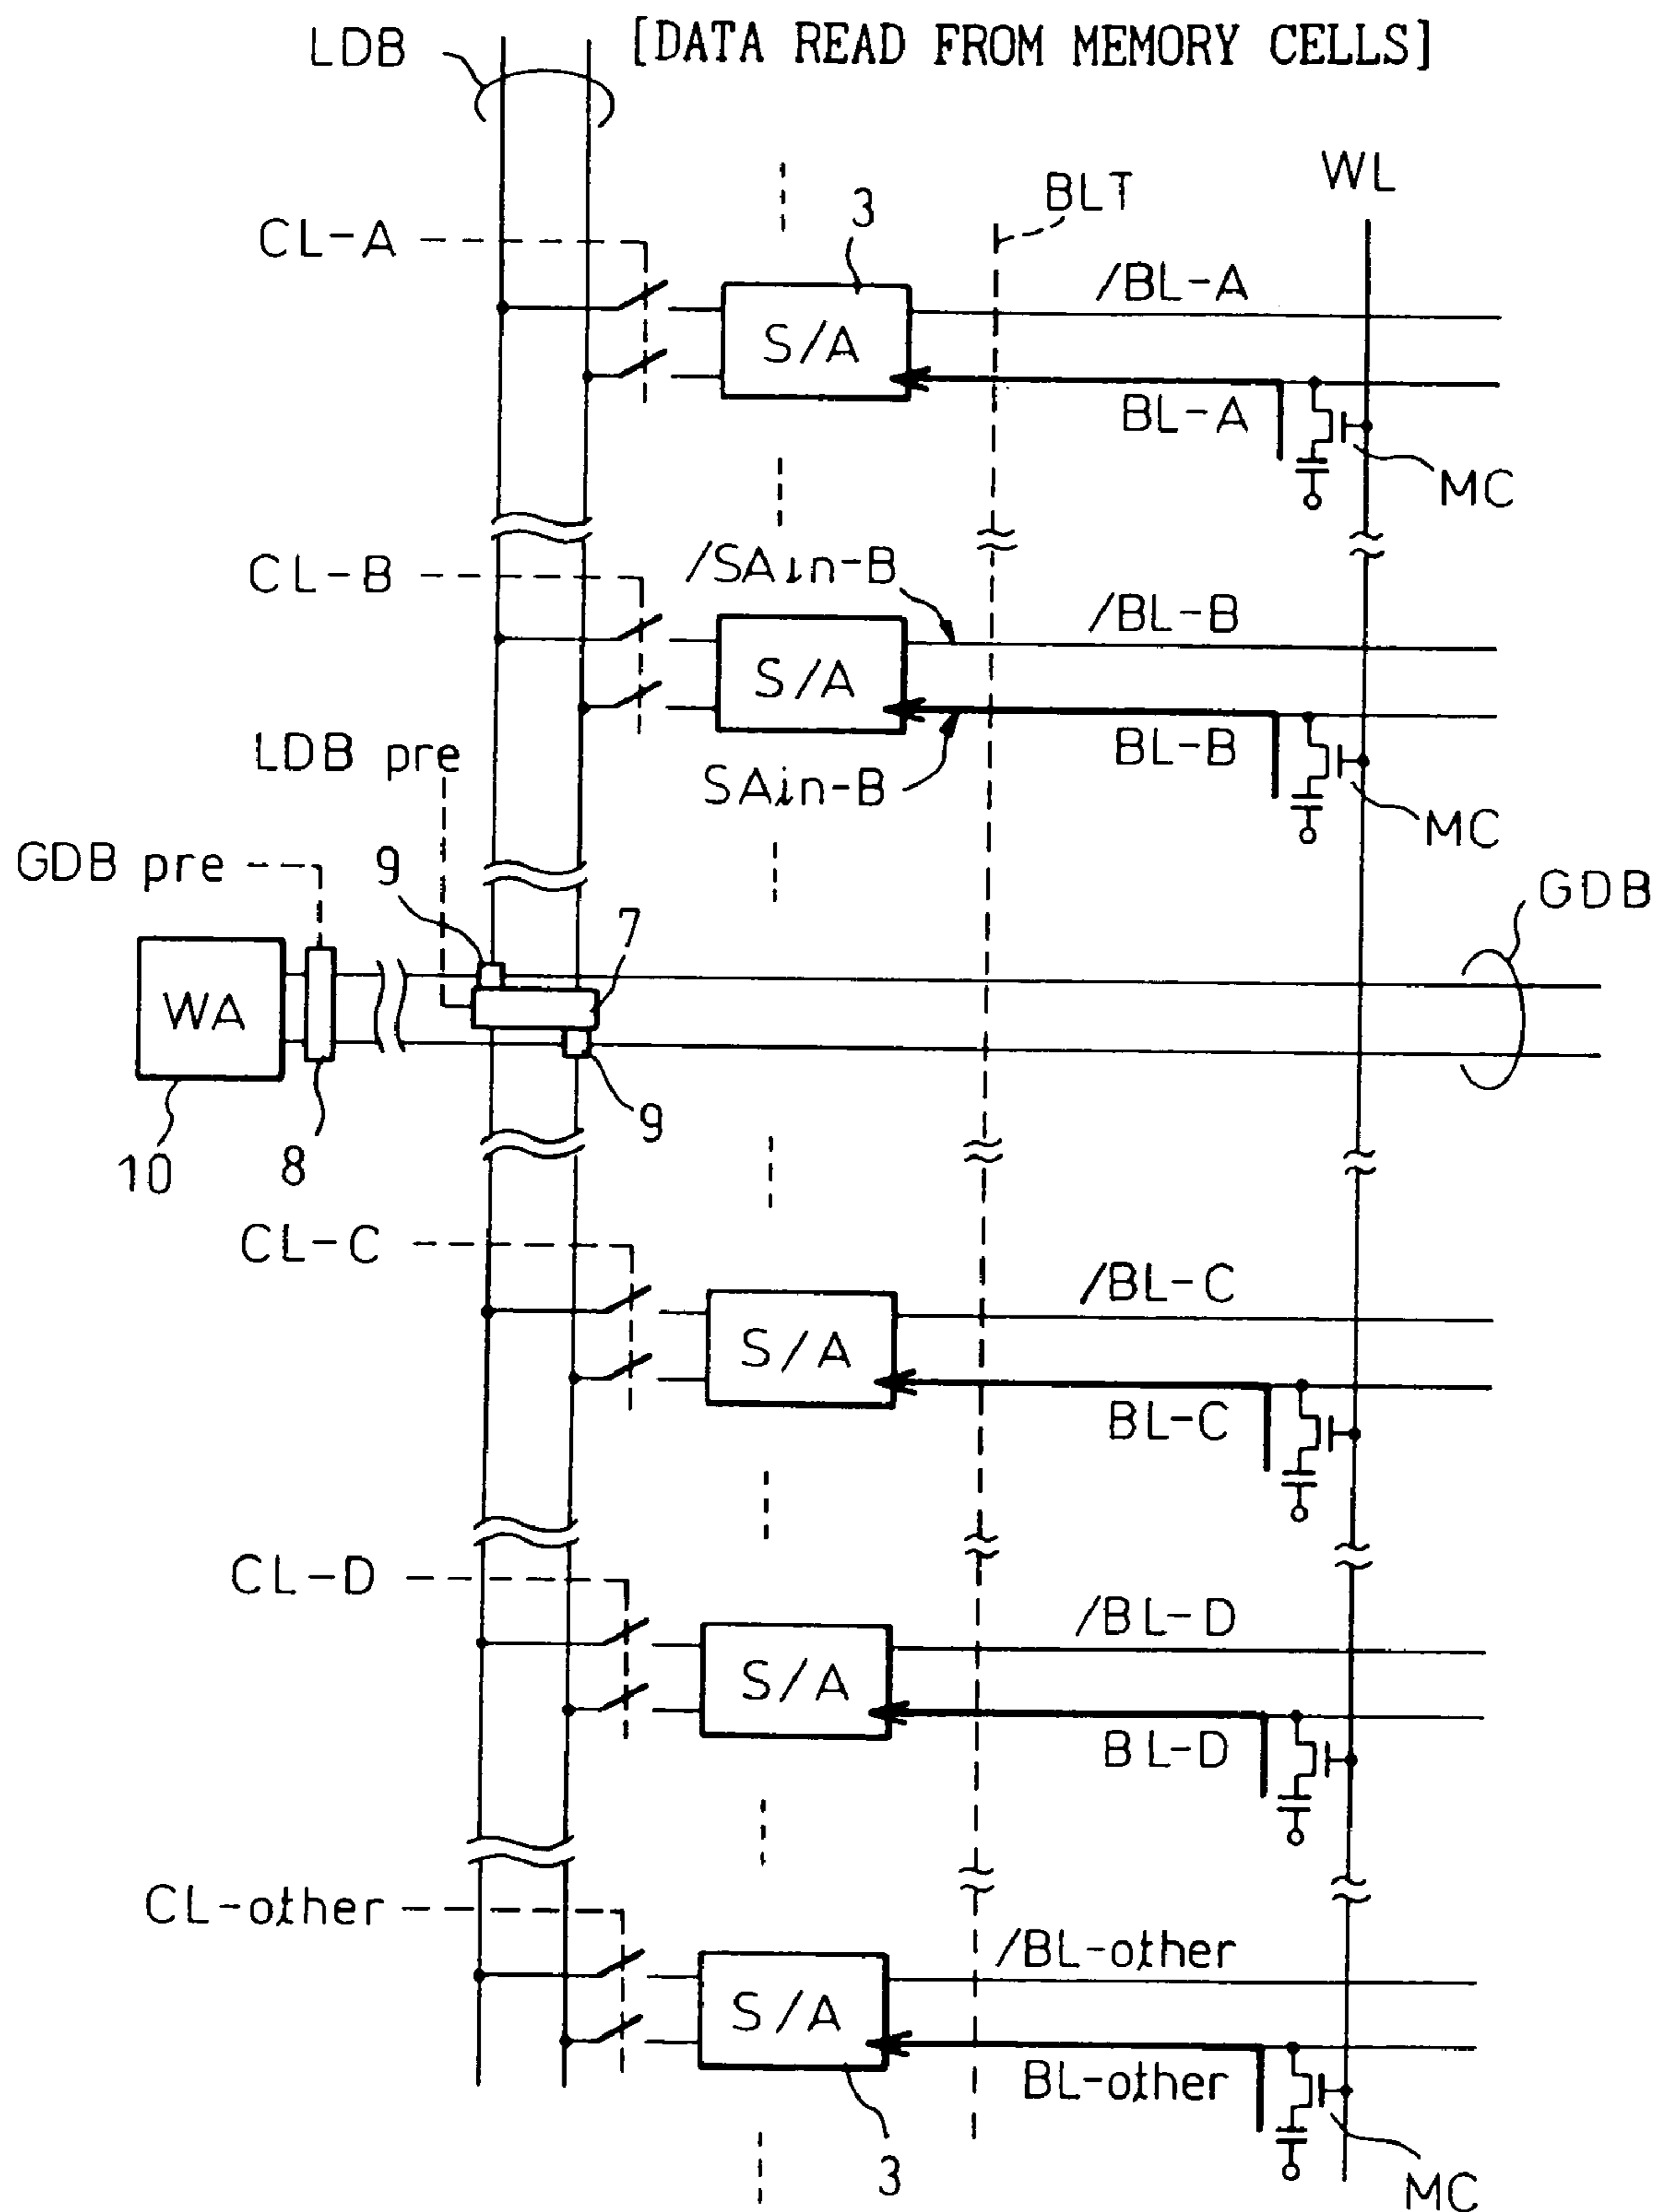 LDB
[DATA READ FROM MEMORY CELLS]
WL
BLT
3
CL-A
/BL-A
S/A
BL-A
MC
CL-B
/SAin-B
/BL-B
S/A
BL-B
LDB pre
SAin-B
MC
GDB pre
9
7
GDB
WA
9
10
8
CL-C
/BL-C
S/A
BL-C
CL-D
/BL-D
S/A
BL-D
CL-other
/BL-other
S/A
BL-other
3
MC